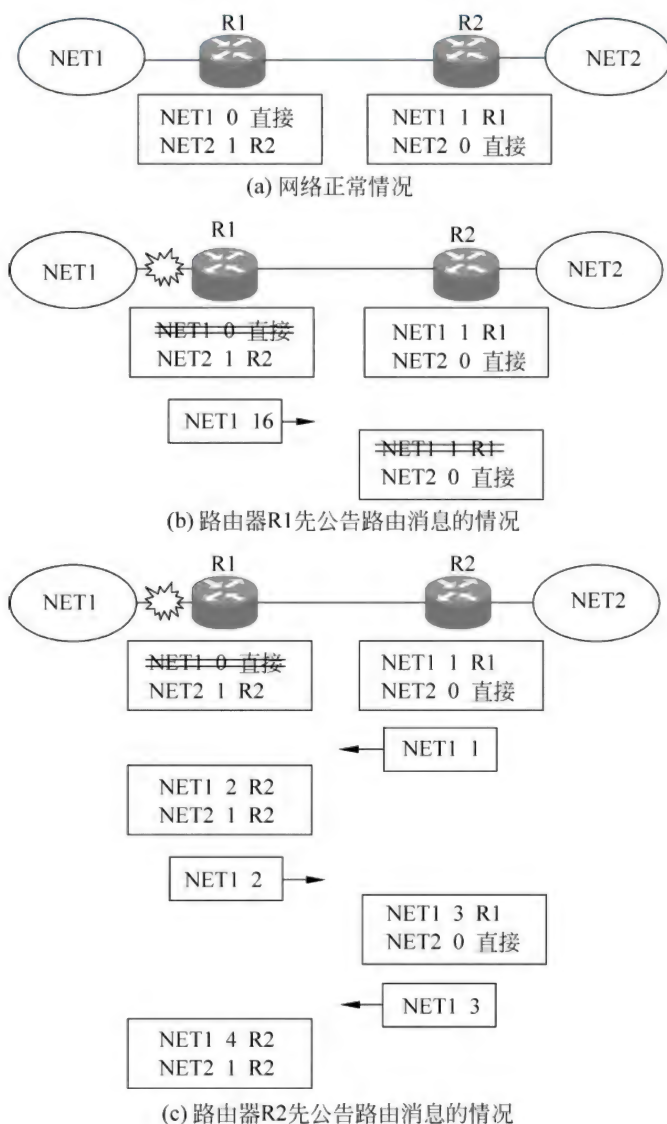 R1 R2
NET1 NET2
NET1 0 直接 NET1 1 R1
NET2 1 R2 NET2 0 直接
(a) 网络正常情况
R1 R2
NET1 NET2
NET1 0 直接 NET1 1 R1
NET2 1 R2 NET2 0 直接
NET1 16
NET1 1 R1
NET2 0 直接
(b) 路由器R1先公告路由消息的情况
R1 R2
NET1 NET2
NET1 0 直接 NET1 1 R1
NET2 1 R2 NET2 0 直接
NET1 1
NET1 2 R2
NET2 1 R2
NET1 2
NET1 3 R1
NET2 0 直接
NET1 3
NET1 4 R2
NET2 1 R2
(c) 路由器R2先公告路由消息的情况